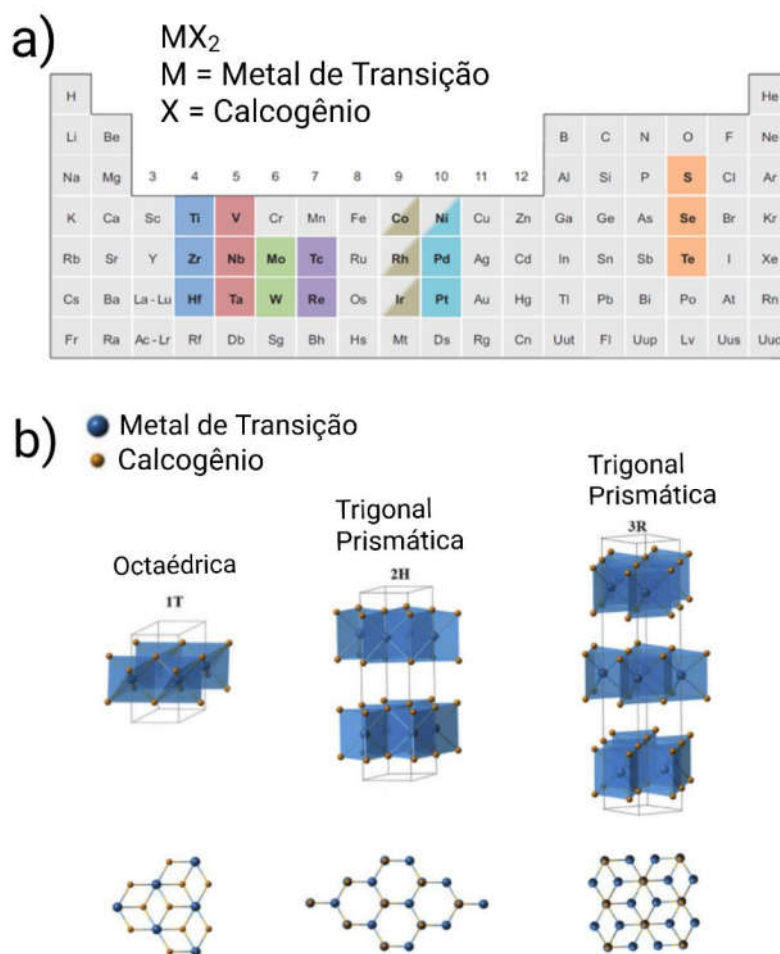 a)
MX₂
M = Metal de Transição
X = Calcogênio
H He
Li Be B C N O F Ne
Na Mg 3 4 5 6 7 8 9 10 11 12 Al Si P S Cl Ar
K Ca Sc Ti V Cr Mn Fe Co Ni Cu Zn Ga Ge As Se Br Kr
Rb Sr Y Zr Nb Mo Tc Ru Rh Pd Ag Cd In Sn Sb Te I Xe
Cs Ba La - Lu Hf Ta W Re Os Ir Pt Au Hg Tl Pb Bi Po At Rn
Fr Ra Ac - Lr Rf Db Sg Bh Hs Mt Ds Rg Cn Uut Fl Uup Lv Uus Uuo
b)
Metal de Transição
Calcogênio
Octaédrica
1T
Trigonal
Prismática
2H
Trigonal
Prismática
3R